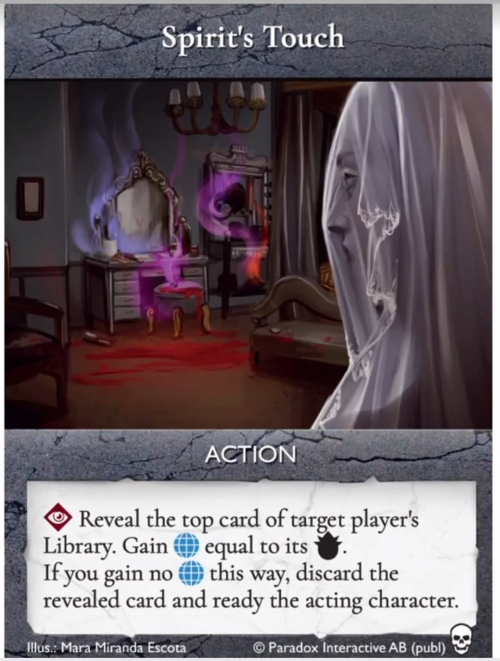 Spirit's Touch
ACTION
Reveal the top card of target player's
Library. Gain equal to its .
If you gain no this way, discard the
revealed card and ready the acting character.
Illus.: Mara Miranda Escota
© Paradox Interactive AB (publ)